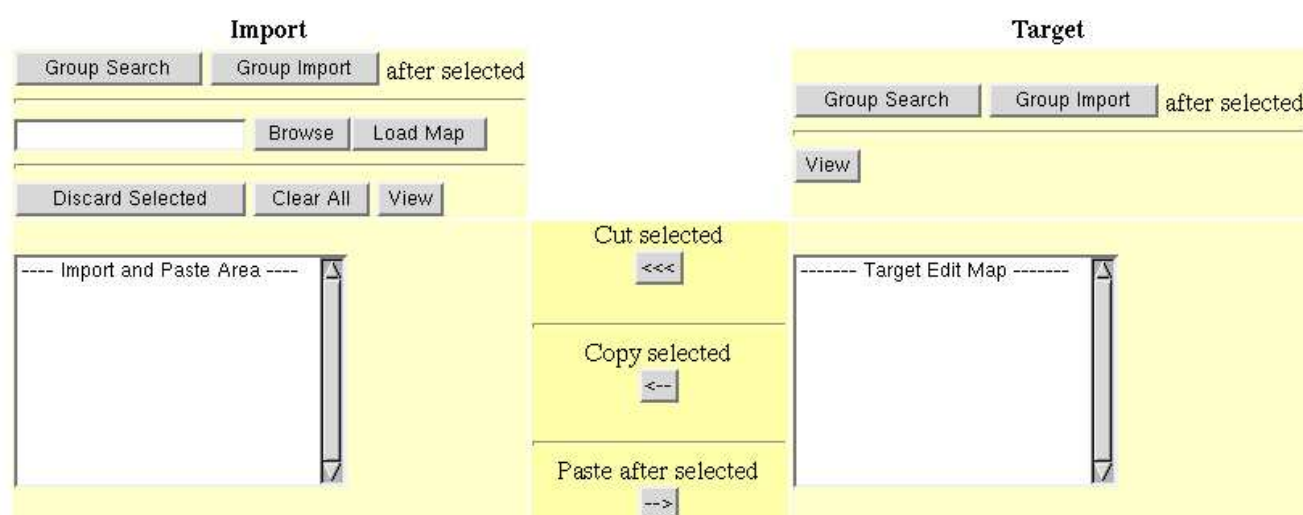 Import
Group Search Group Import after selected
Browse Load Map
Discard Selected Clear All View
---- Import and Paste Area ----
Cut selected
<<<
Copy selected
<--
Paste after selected
-->
Target
Group Search Group Import after selected
View
------- Target Edit Map -------